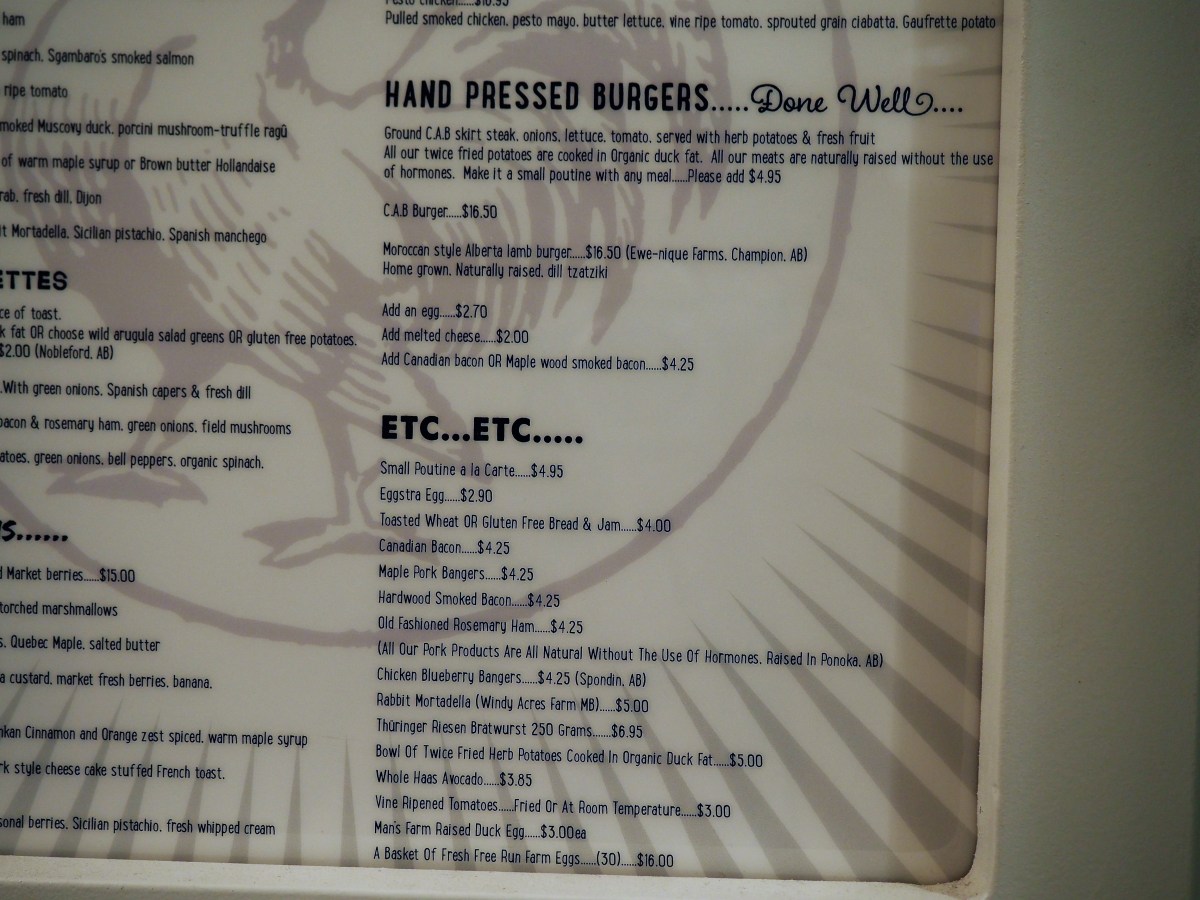 ham
spinach, Sgambaro's smoked salmon
ripe tomato
moked Muscovy duck, porcini mushroom-truffle ragû
of warm maple syrup or Brown butter Hollandaise
rab, fresh dill, Dijon
it Mortadella, Sicilian pistachio, Spanish manchego
ETTES
ce of toast.
k fat OR choose wild arugula salad greens OR gluten free potatoes.
$2.00 (Nobleford, AB)
.With green onions, Spanish capers & fresh dill
bacon & rosemary ham, green onions, field mushrooms
atoes, green onions, bell peppers, organic spinach.
s......
d Market berries.....$15.00
torched marshmallows
s, Quebec Maple, salted butter
a custard, market fresh berries, banana.
nkan Cinnamon and Orange zest spiced, warm maple syrup
rk style cheese cake stuffed French toast.
sonal berries, Sicilian pistachio, fresh whipped cream
Pesto chicken.....$16.95
Pulled smoked chicken, pesto mayo, butter lettuce, vine ripe tomato, sprouted grain ciabatta, Gaufrette potato
HAND PRESSED BURGERS.....Done Well....
Ground C.A.B skirt steak, onions, lettuce, tomato, served with herb potatoes & fresh fruit
All our twice fried potatoes are cooked in Organic duck fat. All our meats are naturally raised without the use
of hormones. Make it a small poutine with any meal.....Please add $4.95
C.A.B Burger.....$16.50
Moroccan style Alberta lamb burger.....$16.50 (Ewe-nique Farms, Champion, AB)
Home grown, Naturally raised, dill tzatziki
Add an egg.....$2.70
Add melted cheese.....$2.00
Add Canadian bacon OR Maple wood smoked bacon.....$4.25
ETC...ETC.....
Small Poutine a la Carte.....$4.95
Eggstra Egg.....$2.90
Toasted Wheat OR Gluten Free Bread & Jam.....$4.00
Canadian Bacon.....$4.25
Maple Pork Bangers.....$4.25
Hardwood Smoked Bacon.....$4.25
Old Fashioned Rosemary Ham.....$4.25
(All Our Pork Products Are All Natural Without The Use Of Hormones, Raised In Ponoka, AB)
Chicken Blueberry Bangers.....$4.25 (Spondin, AB)
Rabbit Mortadella (Windy Acres Farm MB).....$5.00
Thüringer Riesen Bratwurst 250 Grams......$6.95
Bowl Of Twice Fried Herb Potatoes Cooked In Organic Duck Fat.....$5.00
Whole Haas Avocado.....$3.85
Vine Ripened Tomatoes.....Fried Or At Room Temperature.....$3.00
Man's Farm Raised Duck Egg.....$3.00ea
A Basket Of Fresh Free Run Farm Eggs.....(30).....$16.00